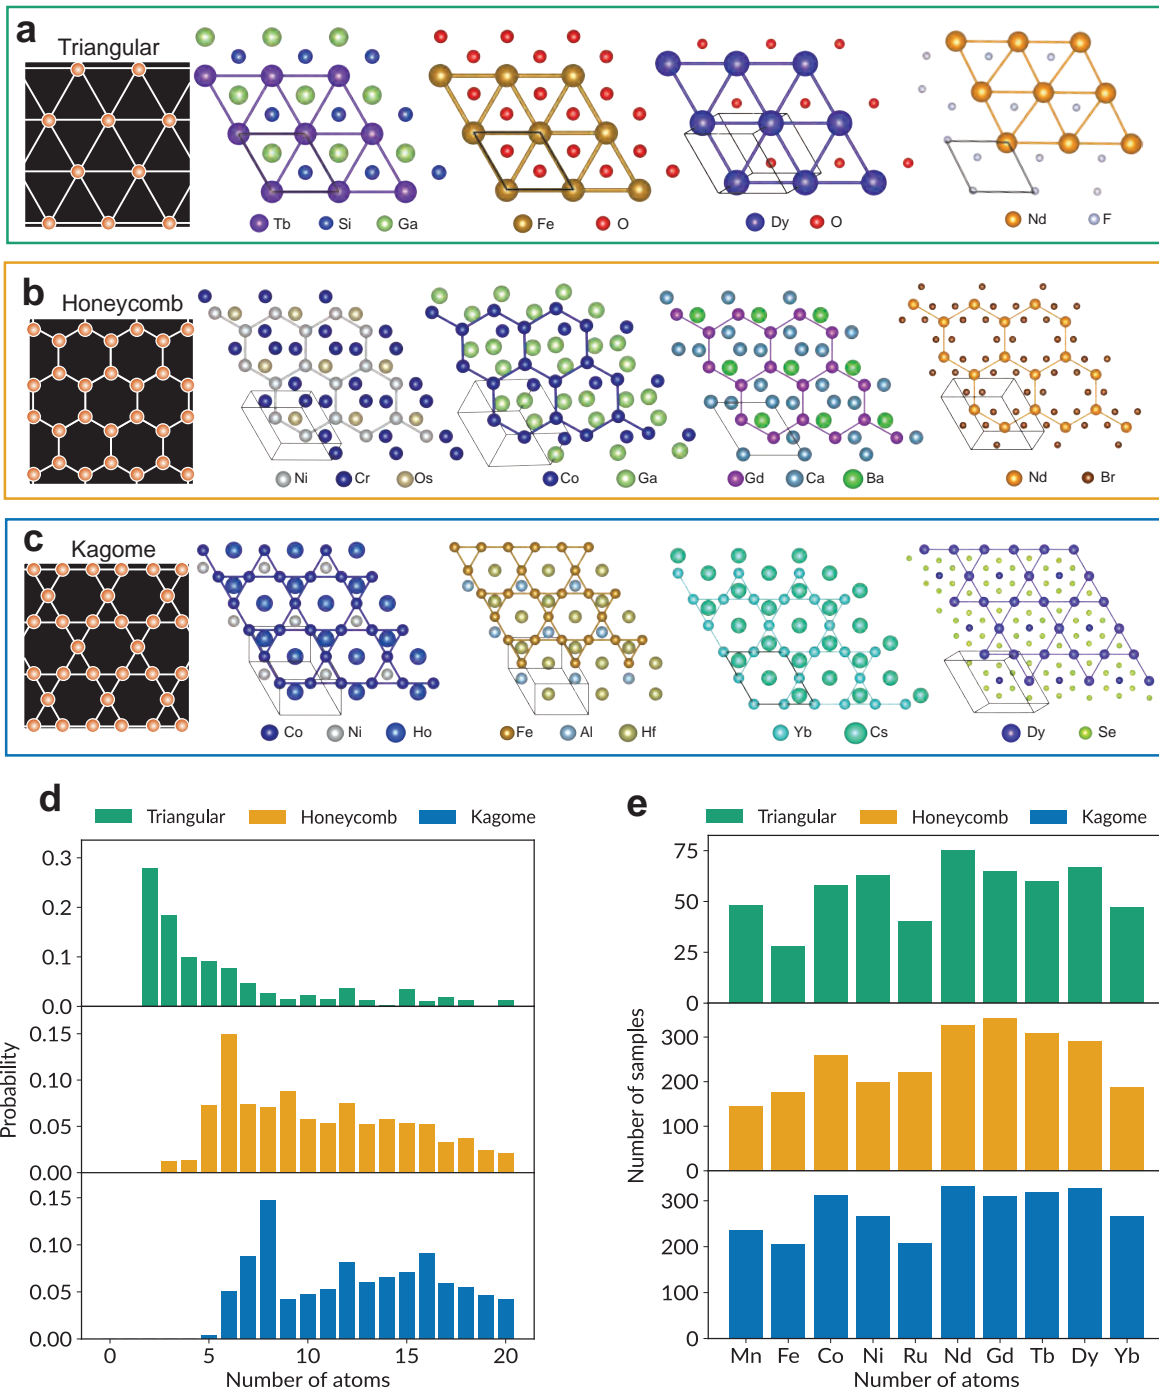 a
Triangular
Tb Si Ga
Fe O
Dy O
Nd F
b
Honeycomb
Ni Cr Os
Co Ga
Gd Ca Ba
Nd Br
c
Kagome
Co Ni Ho
Fe Al Hf
Yb Cs
Dy Se
d
Triangular Honeycomb Kagome
0.3
0.2
0.1
0.0
0.15
0.10
0.05
0.00
0.15
0.10
0.05
0.00
Probability
0 5 10 15 20
Number of atoms
e
Triangular Honeycomb Kagome
75
50
25
0
300
200
100
0
300
200
100
0
Number of samples
Mn Fe Co Ni Ru Nd Gd Tb Dy Yb
Number of atoms